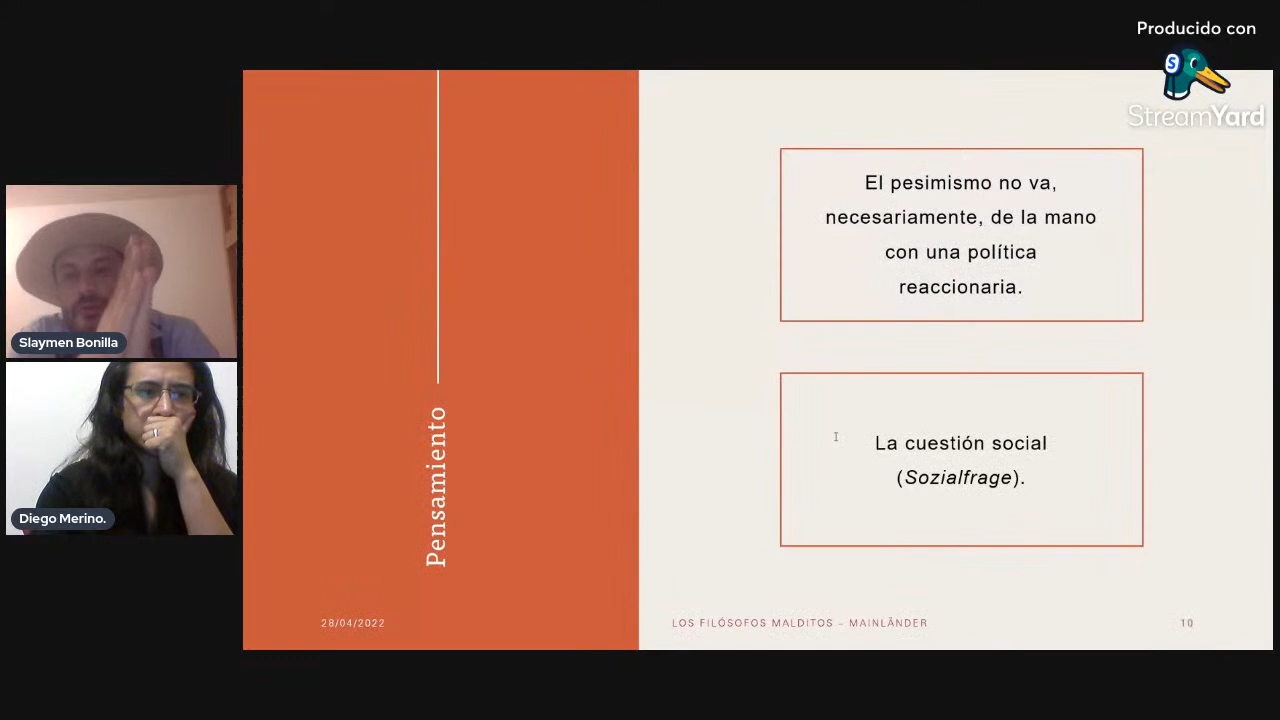 Producido con
StreamYard
El pesimismo no va,
necesariamente, de la mano
con una política
reaccionaria.
Slaymen Bonilla
La cuestión social
(Sozialfrage).
Diego Merino.
Pensamiento
28/04/2022
LOS FILÓSOFOS MALDITOS – MAINLÄNDER
10